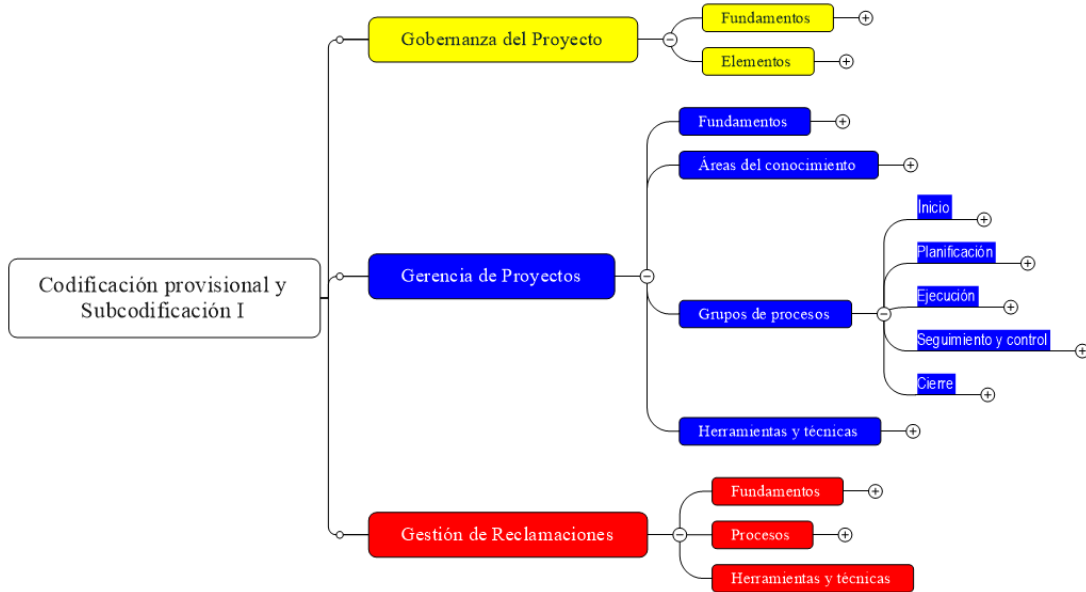 Codificación provisional y
Subcodificación I
Gobernanza del Proyecto
Fundamentos
Elementos
Gerencia de Proyectos
Fundamentos
Áreas del conocimiento
Grupos de procesos
Inicio
Planificación
Ejecución
Seguimiento y control
Cierre
Herramientas y técnicas
Gestión de Reclamaciones
Fundamentos
Procesos
Herramientas y técnicas